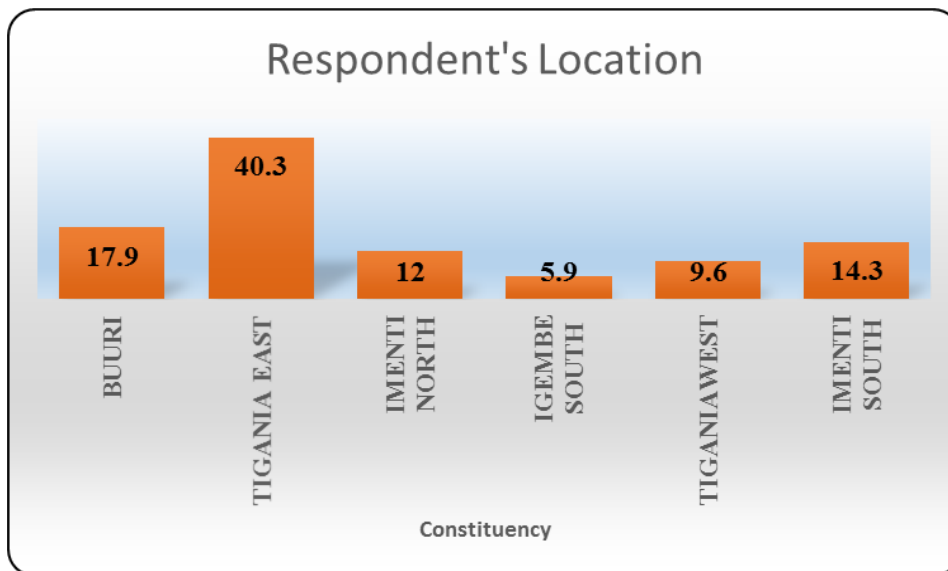 Respondent's Location
17.9
40.3
12
5.9
9.6
14.3
BUURI
TIGANIA EAST
IMENTI
NORTH
IGEMBE
SOUTH
TIGANIAWEST
IMENTI
SOUTH
Constituency